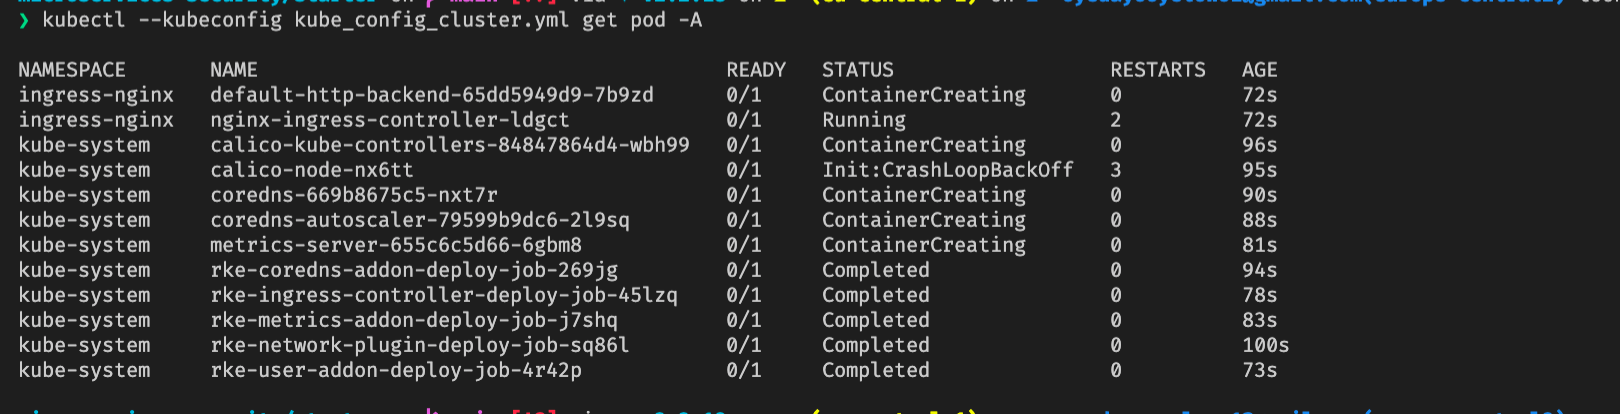 ❯ kubectl --kubeconfig kube_config_cluster.yml get pod -A
NAMESPACE NAME READY STATUS RESTARTS AGE
ingress-nginx default-http-backend-65dd5949d9-7b9zd 0/1 ContainerCreating 0 72s
ingress-nginx nginx-ingress-controller-ldgct 0/1 Running 2 72s
kube-system calico-kube-controllers-84847864d4-wbh99 0/1 ContainerCreating 0 96s
kube-system calico-node-nx6tt 0/1 Init:CrashLoopBackOff 3 95s
kube-system coredns-669b8675c5-nxt7r 0/1 ContainerCreating 0 90s
kube-system coredns-autoscaler-79599b9dc6-2l9sq 0/1 ContainerCreating 0 88s
kube-system metrics-server-655c6c5d66-6gbm8 0/1 ContainerCreating 0 81s
kube-system rke-coredns-addon-deploy-job-269jg 0/1 Completed 0 94s
kube-system rke-ingress-controller-deploy-job-45lzq 0/1 Completed 0 78s
kube-system rke-metrics-addon-deploy-job-j7shq 0/1 Completed 0 83s
kube-system rke-network-plugin-deploy-job-sq86l 0/1 Completed 0 100s
kube-system rke-user-addon-deploy-job-4r42p 0/1 Completed 0 73s